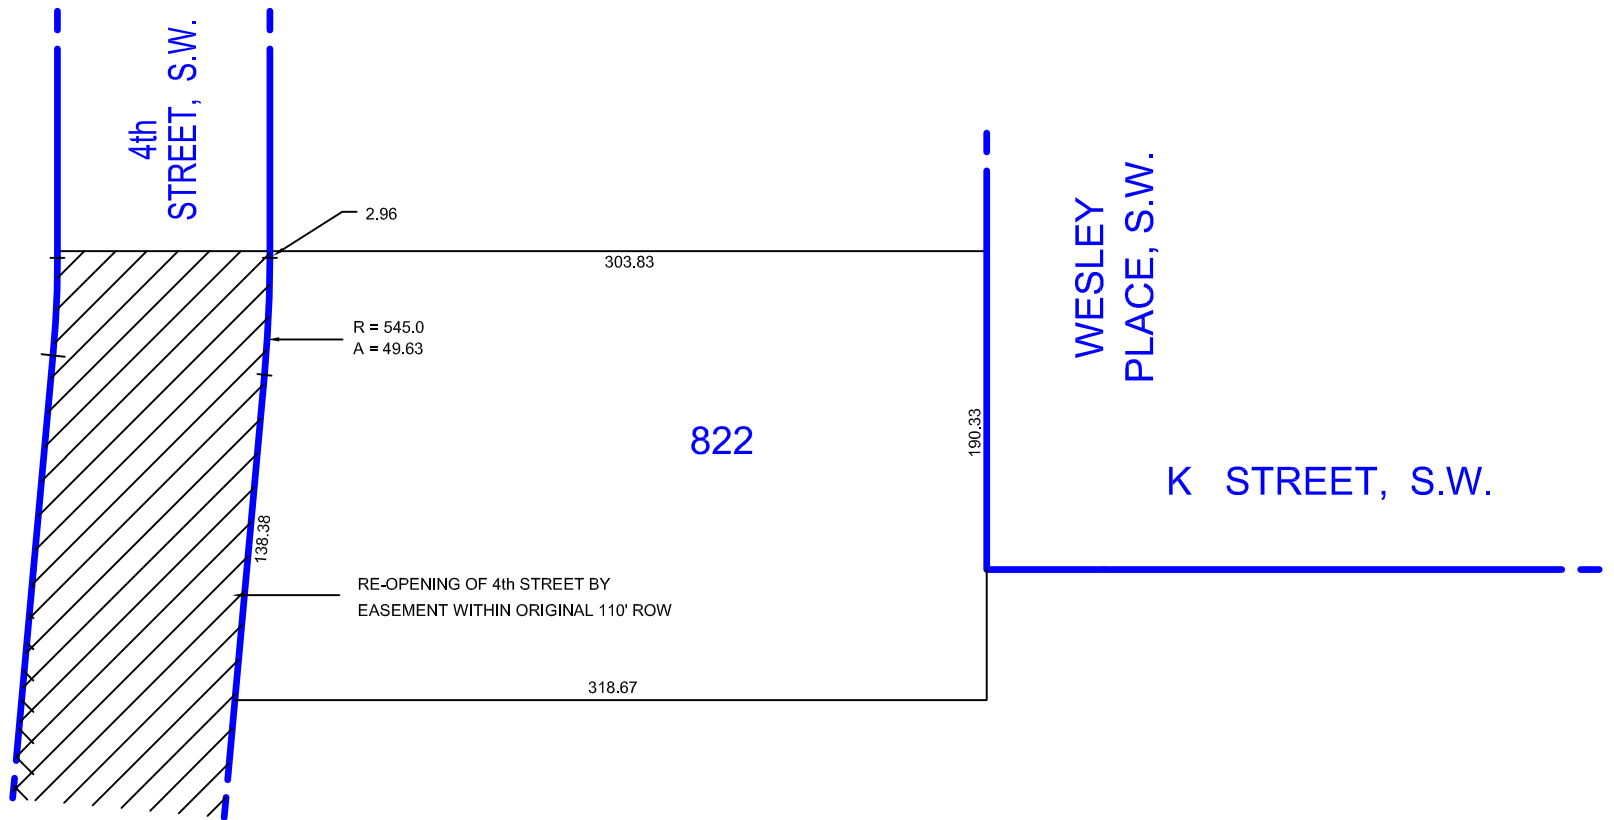 4th
STREET, S.W.
2.96
303.83
R = 545.0
A = 49.63
WESLEY
PLACE, S.W.
822
190.33
K STREET, S.W.
138.38
RE-OPENING OF 4th STREET BY
EASEMENT WITHIN ORIGINAL 110' ROW
318.67